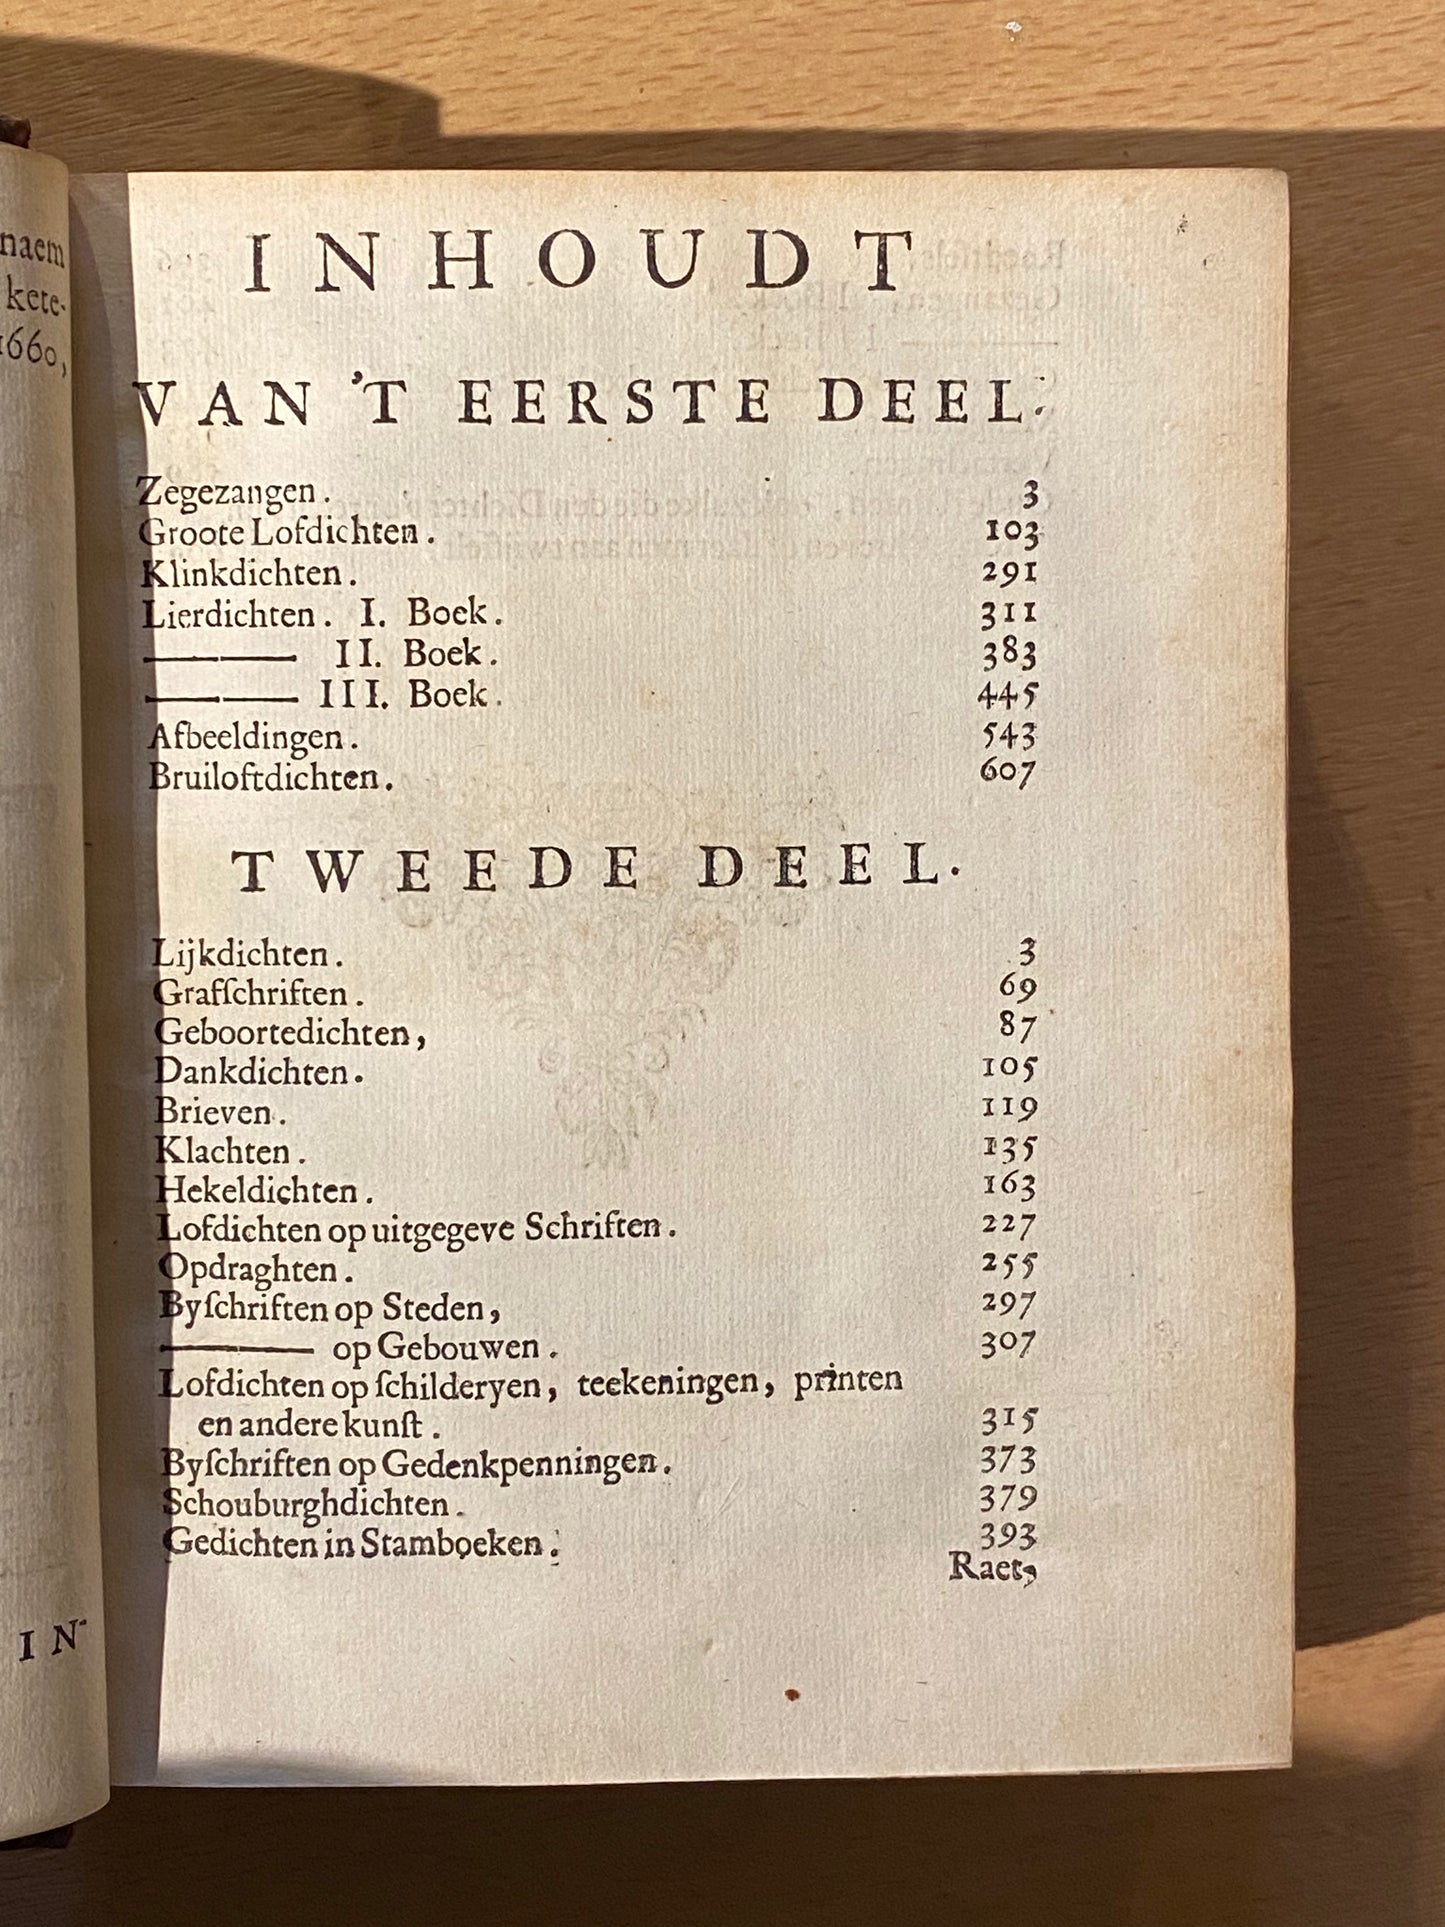 naem
kete-
1660,
IN-
INHOUDT
VAN 'T EERSTE DEEL.
Zegezangen. 3
Groote Lofdichten. 103
Klinkdichten. 291
Lierdichten. I. Boek. 311
—— II. Boek. 383
—— III. Boek. 445
Afbeeldingen. 543
Bruiloftdichten. 607
TWEEDE DEEL.
Lijkdichten. 3
Grafſchriften. 69
Geboortedichten, 87
Dankdichten. 105
Brieven. 119
Klachten. 135
Hekeldichten. 163
Lofdichten op uitgegeve Schriften. 227
Opdraghten. 255
Byſchriften op Steden, 297
—— op Gebouwen. 307
Lofdichten op ſchilderyen, teekeningen, printen
en andere kunſt. 315
Byſchriften op Gedenkpenningen. 373
Schouburghdichten. 379
Gedichten in Stamboeken. 393
Raet,